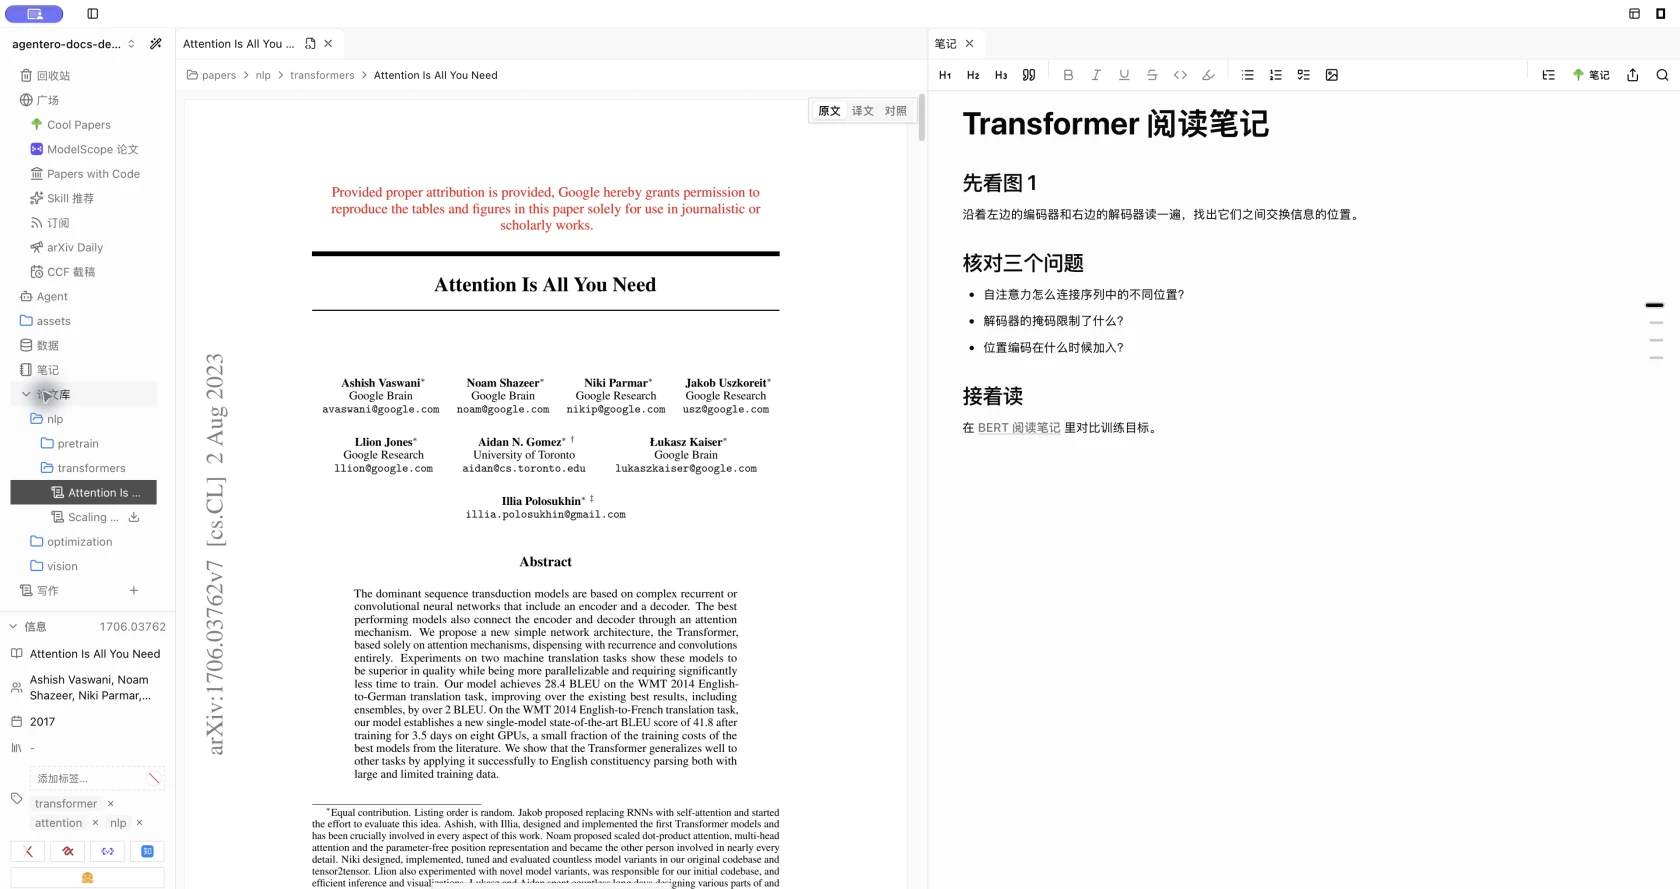 agentero-docs-de...
回收站
广场
Cool Papers
ModelScope 论文
Papers with Code
Skill 推荐
订阅
arXiv Daily
CCF 截稿
Agent
assets
数据
笔记
文库
nlp
pretrain
transformers
Attention Is ...
Scaling ...
optimization
vision
写作 +
信息 1706.03762
Attention Is All You Need
Ashish Vaswani, Noam
Shazeer, Niki Parmar,...
2017
-
添加标签...
transformer ×
attention × nlp ×
Attention Is All You ... ×
papers > nlp > transformers > Attention Is All You Need
原文 译文 对照
Provided proper attribution is provided, Google hereby grants permission to
reproduce the tables and figures in this paper solely for use in journalistic or
scholarly works.
Attention Is All You Need
arXiv:1706.03762v7 [cs.CL] 2 Aug 2023
Ashish Vaswani* Noam Shazeer* Niki Parmar* Jakob Uszkoreit*
Google Brain Google Brain Google Research Google Research
avaswani@google.com noam@google.com nikip@google.com usz@google.com
Llion Jones* Aidan N. Gomez* † Łukasz Kaiser*
Google Research University of Toronto Google Brain
llion@google.com aidan@cs.toronto.edu lukaszkaiser@google.com
Illia Polosukhin* ‡
illia.polosukhin@gmail.com
Abstract
The dominant sequence transduction models are based on complex recurrent or
convolutional neural networks that include an encoder and a decoder. The best
performing models also connect the encoder and decoder through an attention
mechanism. We propose a new simple network architecture, the Transformer,
based solely on attention mechanisms, dispensing with recurrence and convolutions
entirely. Experiments on two machine translation tasks show these models to
be superior in quality while being more parallelizable and requiring significantly
less time to train. Our model achieves 28.4 BLEU on the WMT 2014 English-
to-German translation task, improving over the existing best results, including
ensembles, by over 2 BLEU. On the WMT 2014 English-to-French translation task,
our model establishes a new single-model state-of-the-art BLEU score of 41.8 after
training for 3.5 days on eight GPUs, a small fraction of the training costs of the
best models from the literature. We show that the Transformer generalizes well to
other tasks by applying it successfully to English constituency parsing both with
large and limited training data.
*Equal contribution. Listing order is random. Jakob proposed replacing RNNs with self-attention and started
the effort to evaluate this idea. Ashish, with Illia, designed and implemented the first Transformer models and
has been crucially involved in every aspect of this work. Noam proposed scaled dot-product attention, multi-head
attention and the parameter-free position representation and became the other person involved in nearly every
detail. Niki designed, implemented, tuned and evaluated countless model variants in our original codebase and
tensor2tensor. Llion also experimented with novel model variants, was responsible for our initial codebase, and
efficient inference and visualizations. Lukasz and Aidan spent countless long days designing various parts of and
笔记 ×
H1 H2 H3 B I U S 笔记
Transformer 阅读笔记
先看图 1
沿着左边的编码器和右边的解码器读一遍，找出它们之间交换信息的位置。
核对三个问题
• 自注意力怎么连接序列中的不同位置?
• 解码器的掩码限制了什么?
• 位置编码在什么时候加入?
接着读
在 BERT 阅读笔记 里对比训练目标。